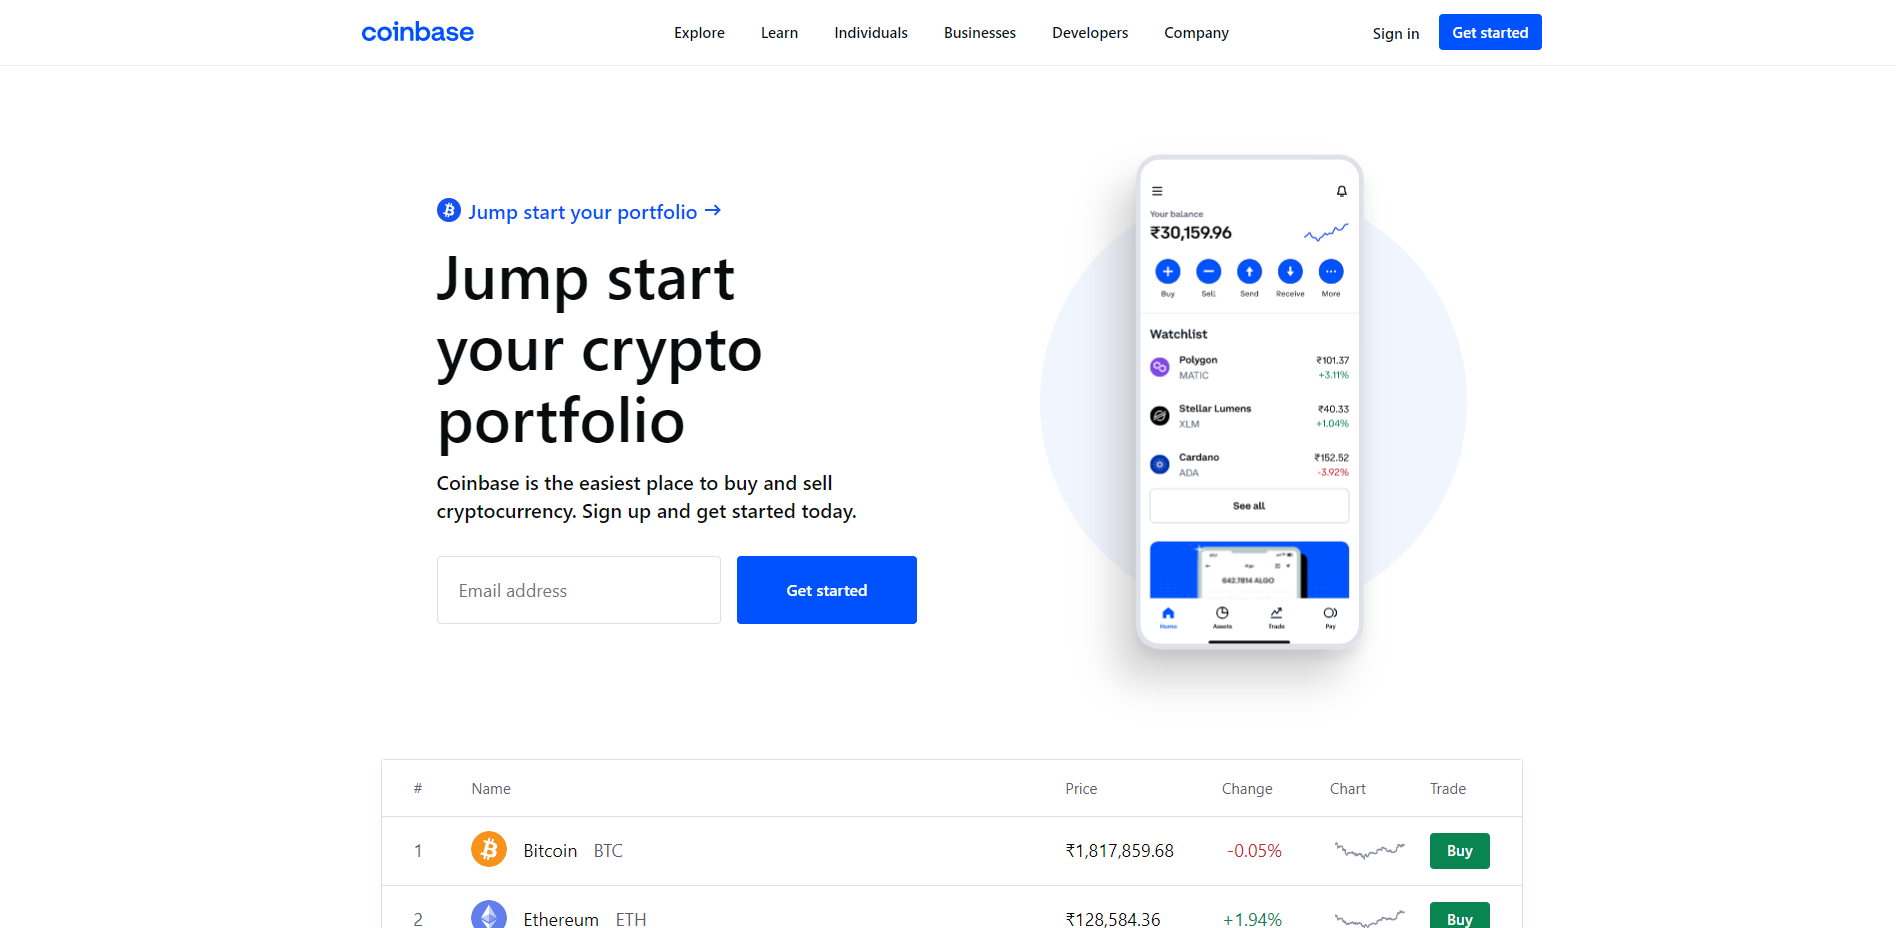 coinbase
Explore Learn Individuals Businesses Developers Company
Sign in Get started
Jump start your portfolio →
Jump start
your crypto
portfolio
Coinbase is the easiest place to buy and sell
cryptocurrency. Sign up and get started today.
Email address Get started
Your balance
₹30,159.96
Buy Sell Send Receive More
Watchlist
Polygon ₹101.37
MATIC +3.11%
Stellar Lumens ₹40.33
XLM +1.04%
Cardano ₹152.52
ADA -3.92%
See all
Algo
642.7814 ALGO
Home Assets Trade Pay
# Name Price Change Chart Trade
1 Bitcoin BTC ₹1,817,859.68 -0.05% Buy
2 Ethereum ETH ₹128,584.36 +1.94% Buy